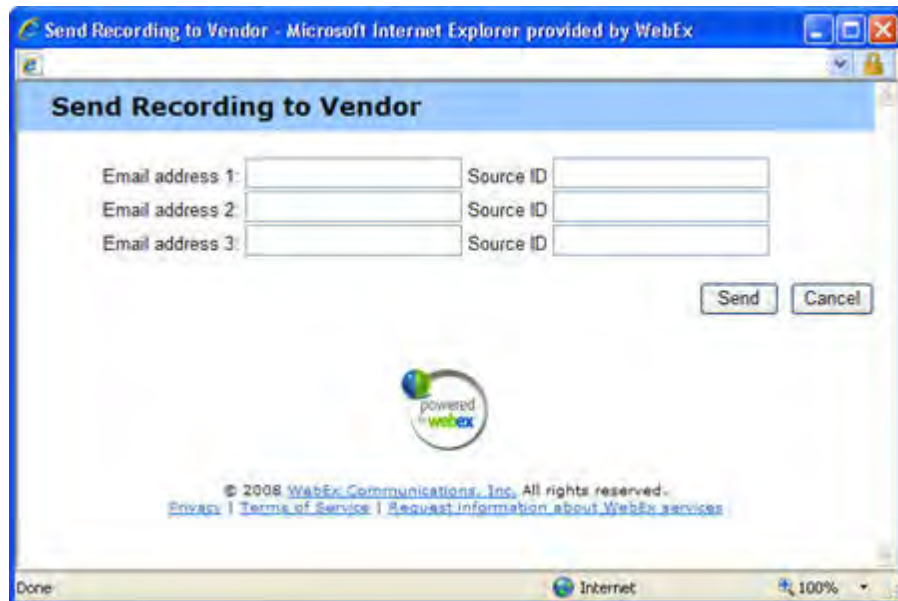 Send Recording to Vendor - Microsoft Internet Explorer provided by WebEx
Send Recording to Vendor
Email address 1: Source ID
Email address 2: Source ID
Email address 3: Source ID
Send Cancel
powered
by webex
© 2008 WebEx Communications, Inc. All rights reserved.
Privacy | Terms of Service | Request information about WebEx services
Done Internet 100%